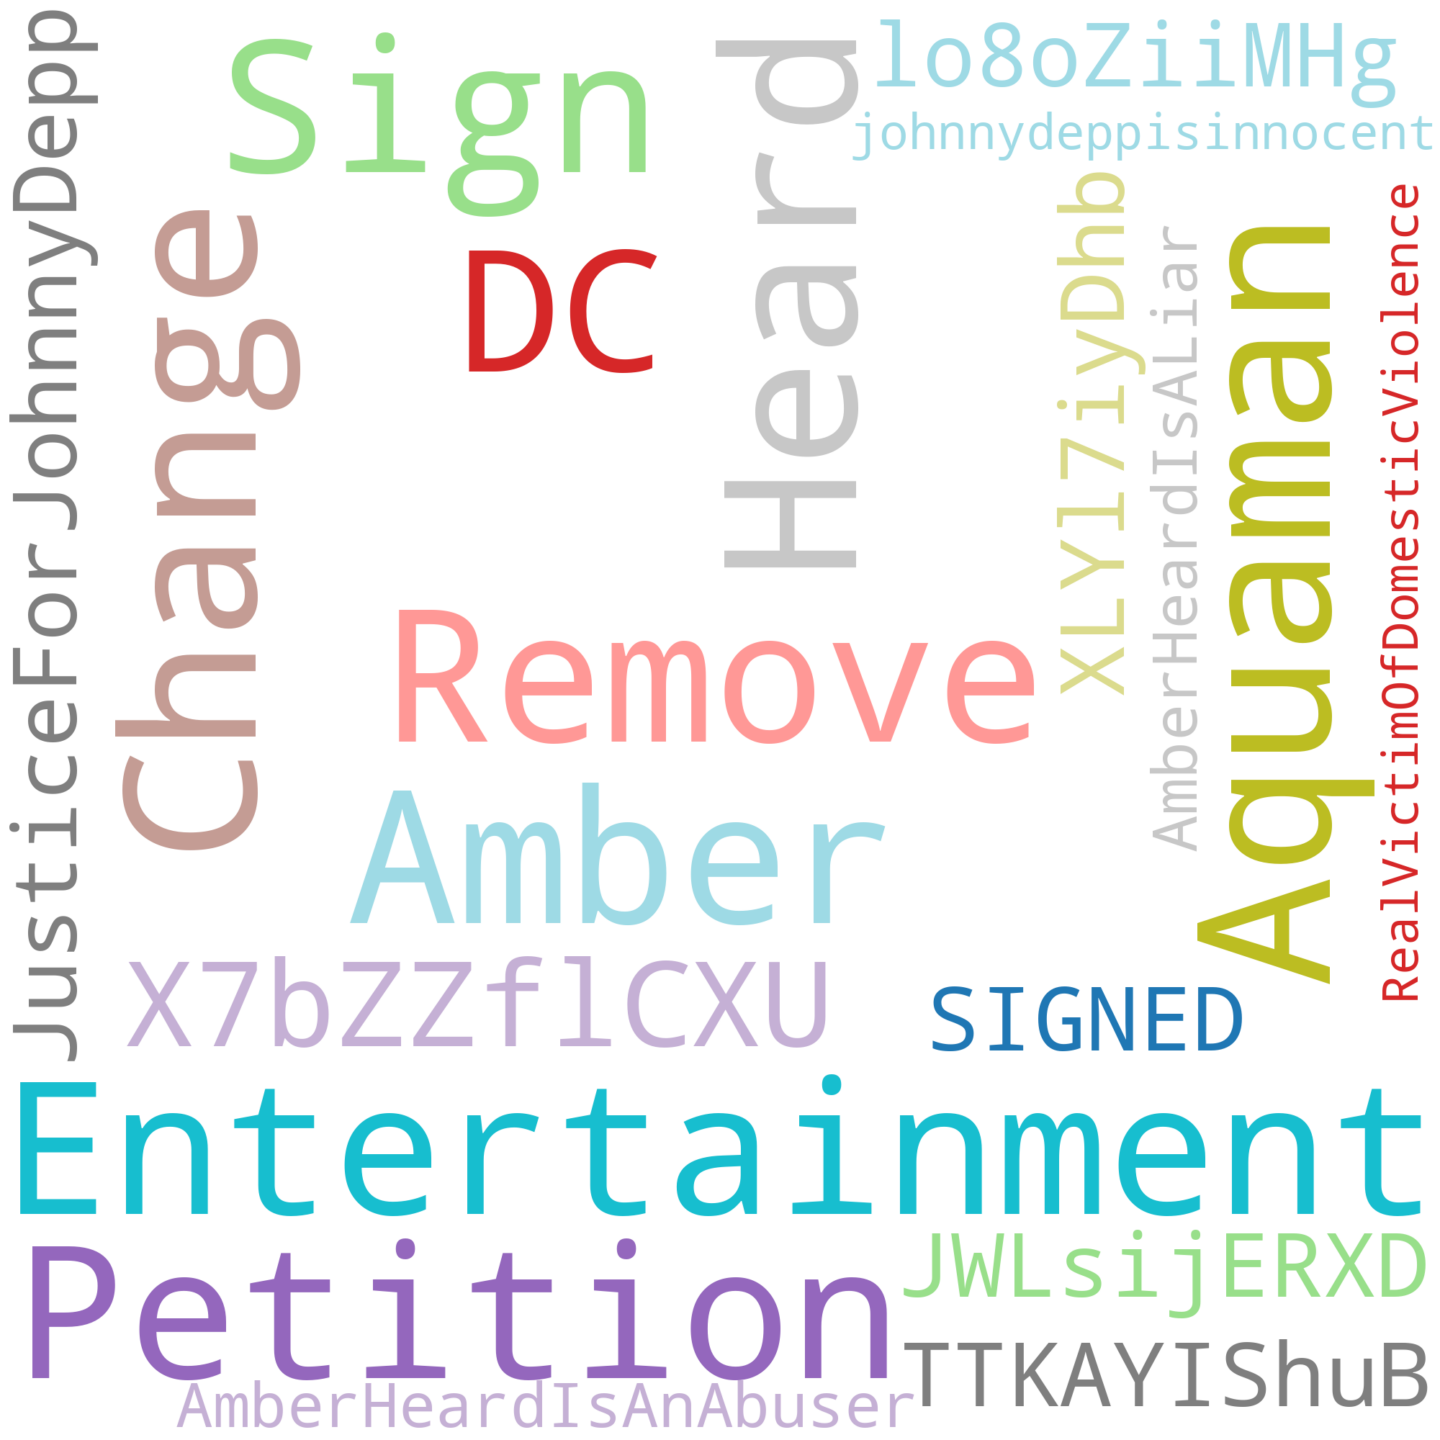 JusticeForJohnnyDepp
Sign
Heard
lo8oZiiMHg
johnnydeppisinnocent
Change
DC
XLYl7iyDhb
AmberHeardIsALiar
Aquaman
RealVictimOfDomesticViolence
Remove
Amber
X7bZZflCXU
SIGNED
Entertainment
Petition
JWLsijERXD
TTKAYIShuB
AmberHeardIsAnAbuser